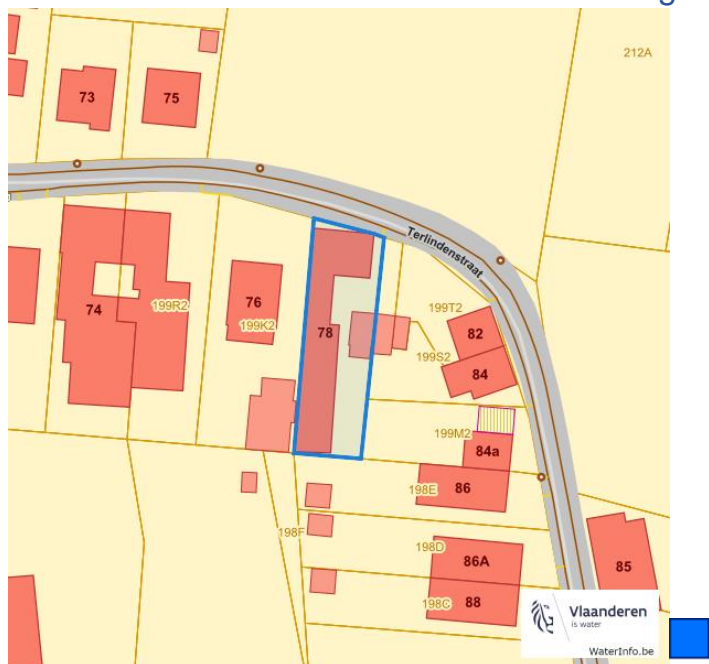 g
212A
73
75
Terlindenstraat
74
199R2
76
199K2
78
199T2
82
199S2
84
199M2
84a
198E
86
198F
198D
86A
85
198C
88
Vlaanderen
is water
WaterInfo.be